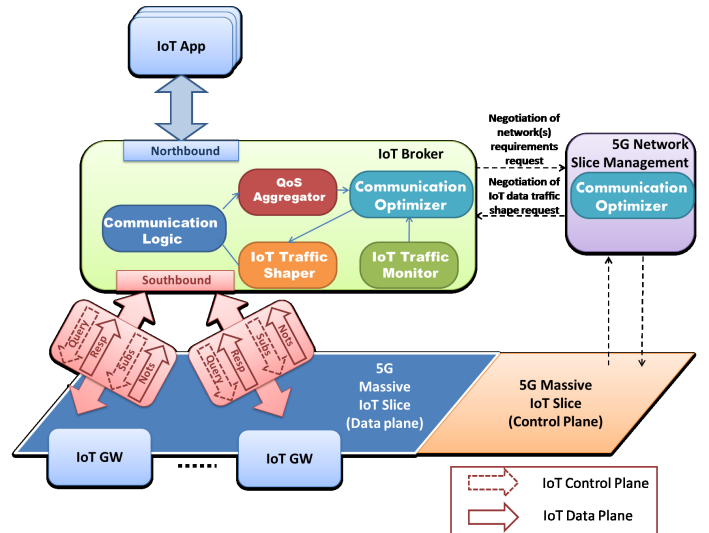 IoT App
Northbound
IoT Broker
QoS
Aggregator
Communication
Optimizer
Communication
Logic
IoT Traffic
Shaper
IoT Traffic
Monitor
Southbound
Negotiation of
network(s)
requirements
request
Negotiation of
IoT data traffic
shape request
5G Network
Slice Management
Communication
Optimizer
Query
Resp
Subs
Nots
Query
Resp
Subs
Nots
5G
Massive
IoT Slice
(Data plane)
5G Massive
IoT Slice
(Control Plane)
IoT GW
IoT GW
IoT Control Plane
IoT Data Plane